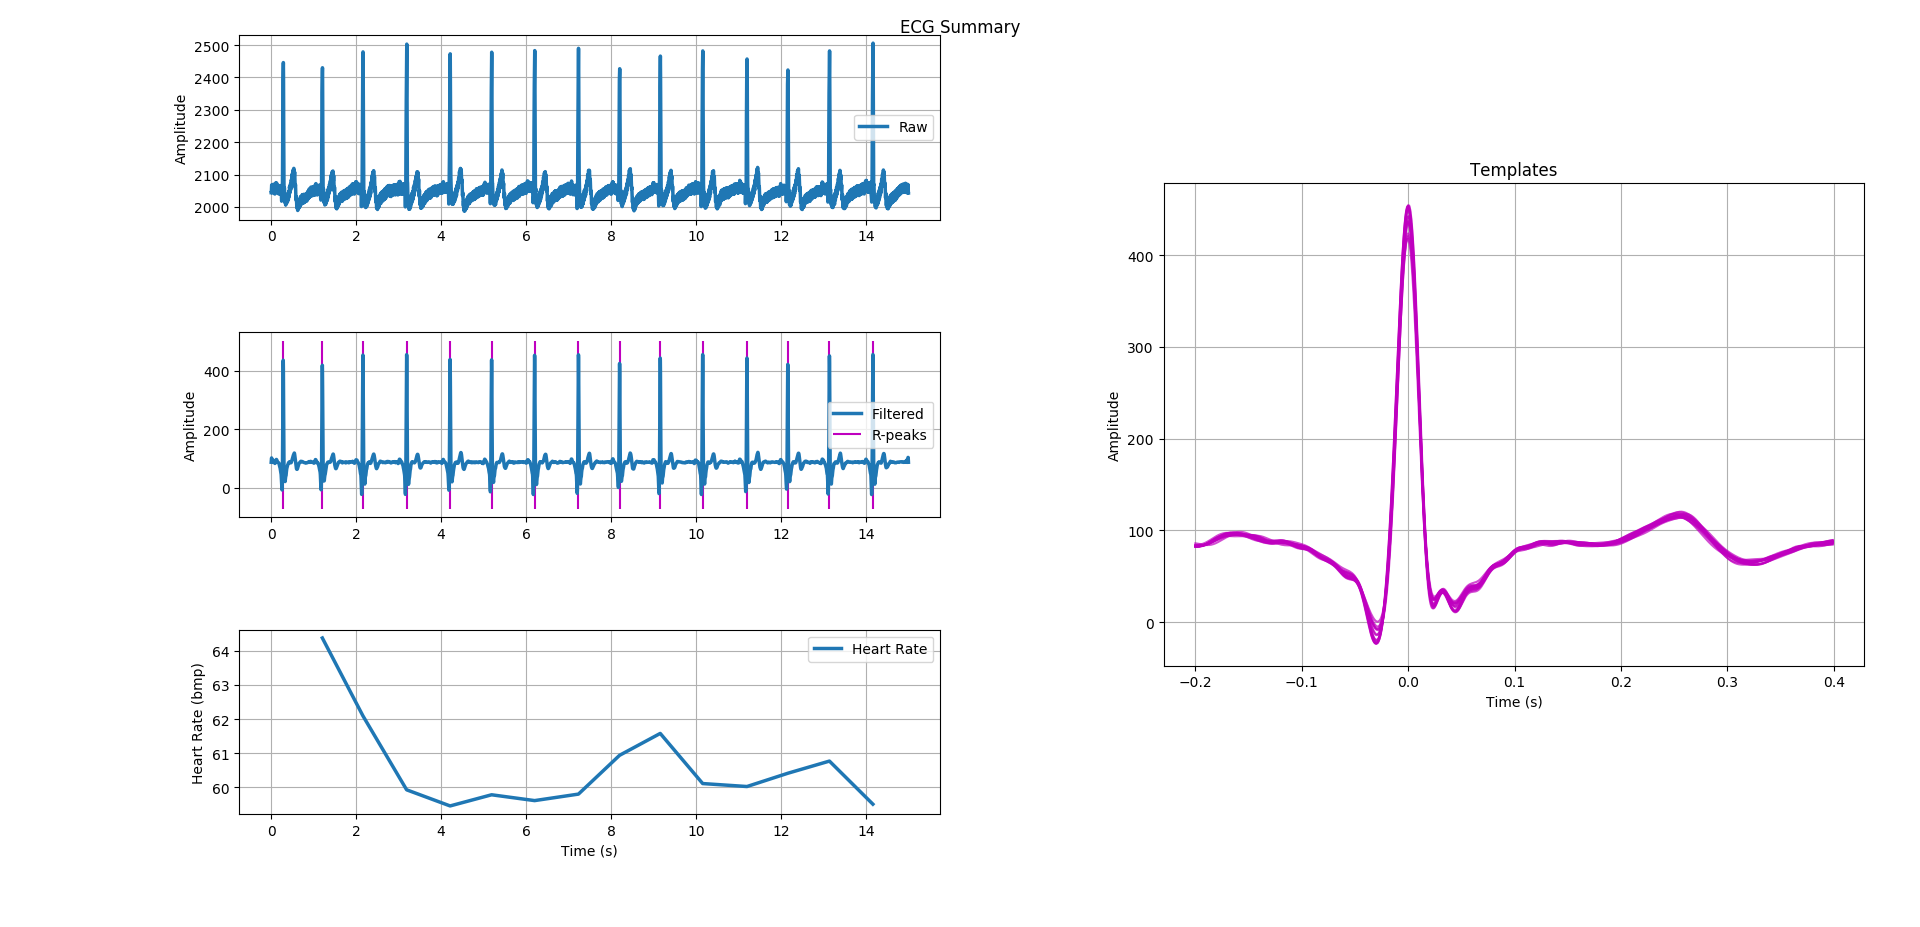 ECG Summary
Amplitude
2500
2400
2300
2200
2100
2000
Raw
0 2 4 6 8 10 12 14
Amplitude
400
200
0
Filtered
R-peaks
0 2 4 6 8 10 12 14
Heart Rate (bmp)
64
63
62
61
60
Heart Rate
0 2 4 6 8 10 12 14
Time (s)
Templates
Amplitude
400
300
200
100
0
−0.2 −0.1 0.0 0.1 0.2 0.3 0.4
Time (s)